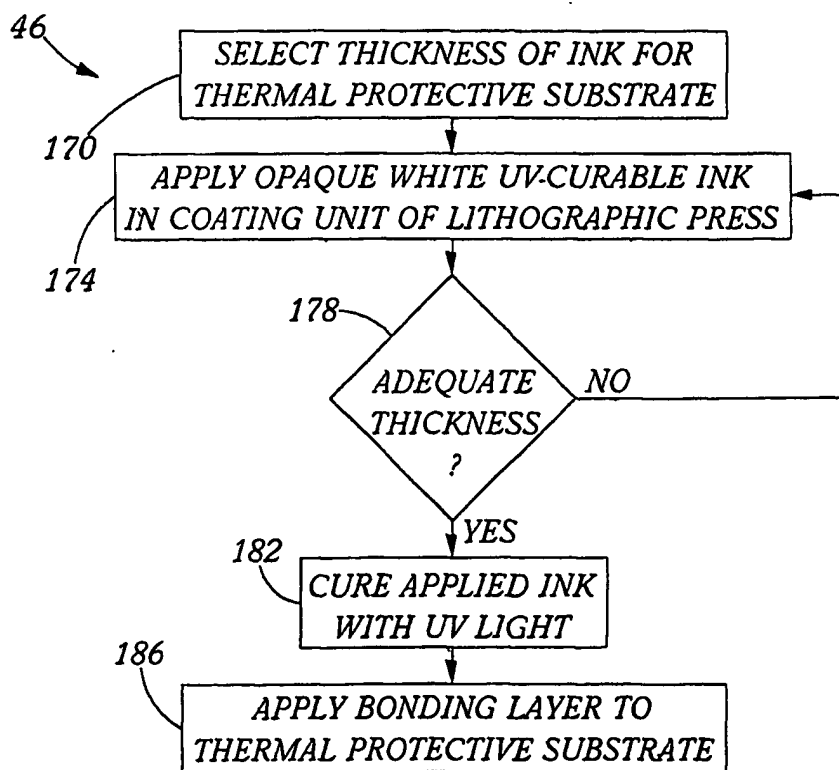 46
SELECT THICKNESS OF INK FOR
THERMAL PROTECTIVE SUBSTRATE
170
APPLY OPAQUE WHITE UV-CURABLE INK
IN COATING UNIT OF LITHOGRAPHIC PRESS
174
178
ADEQUATE
THICKNESS
?
NO
YES
182
CURE APPLIED INK
WITH UV LIGHT
186
APPLY BONDING LAYER TO
THERMAL PROTECTIVE SUBSTRATE